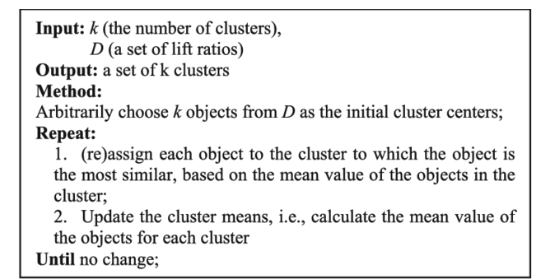 Input: k (the number of clusters),
D (a set of lift ratios)
Output: a set of k clusters
Method:
Arbitrarily choose k objects from D as the initial cluster centers;
Repeat:
1. (re)assign each object to the cluster to which the object is
the most similar, based on the mean value of the objects in the
cluster;
2. Update the cluster means, i.e., calculate the mean value of
the objects for each cluster
Until no change;